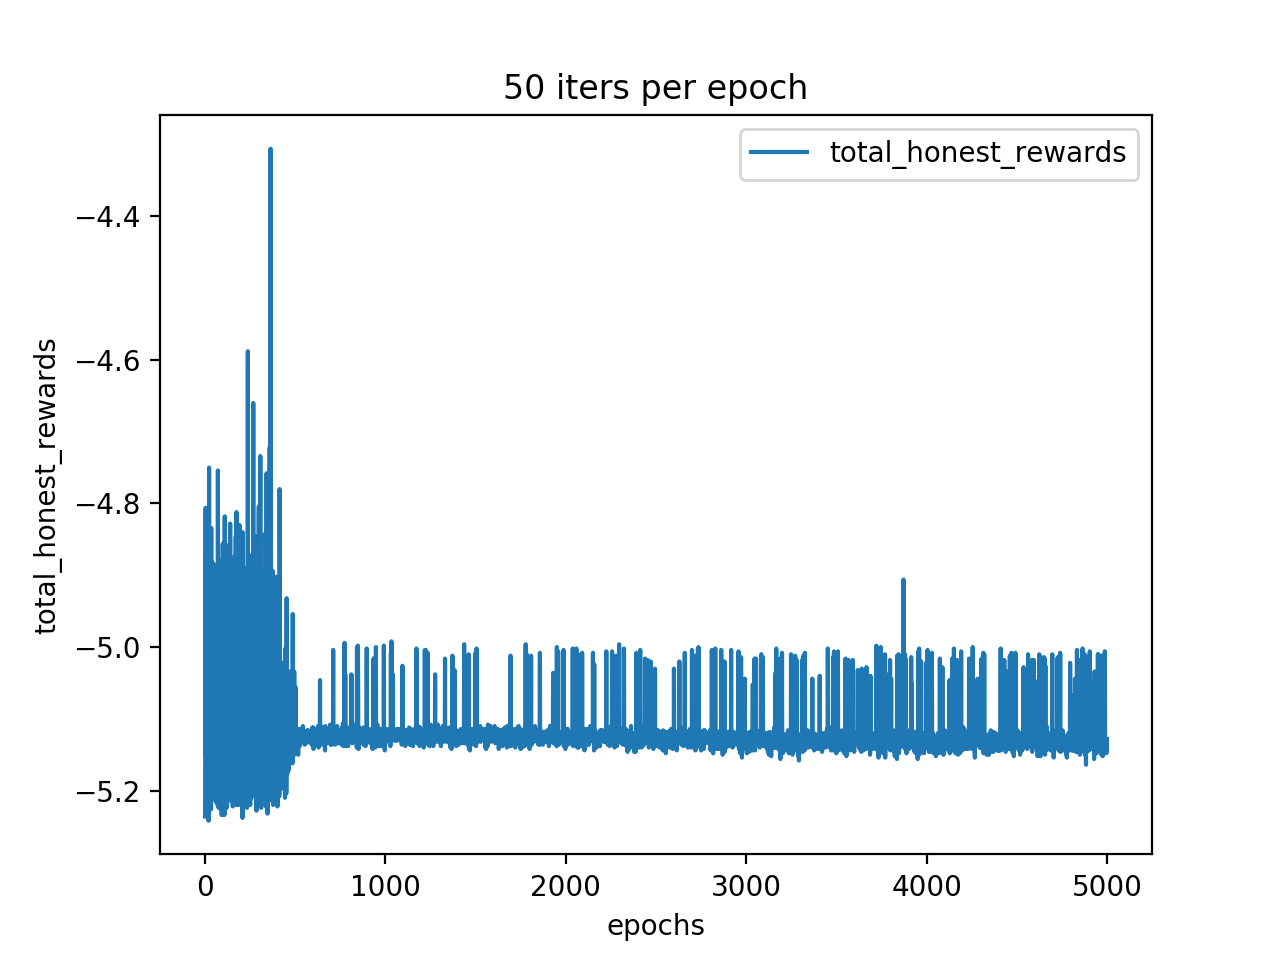 50 iters per epoch
total_honest_rewards
−4.4
−4.6
−4.8
−5.0
−5.2
total_honest_rewards
0 1000 2000 3000 4000 5000
epochs